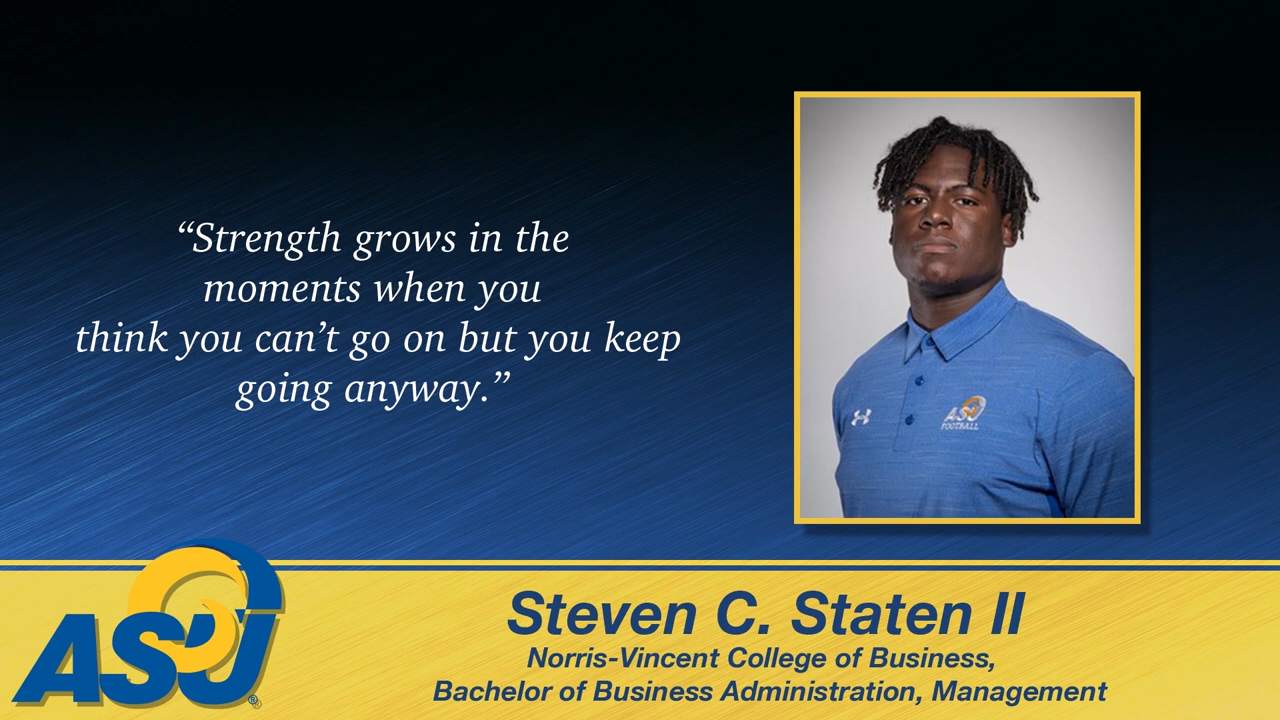 “Strength grows in the
moments when you
think you can’t go on but you keep
going anyway.”
ASU
FOOTBALL
ASU®
Steven C. Staten II
Norris-Vincent College of Business,
Bachelor of Business Administration, Management